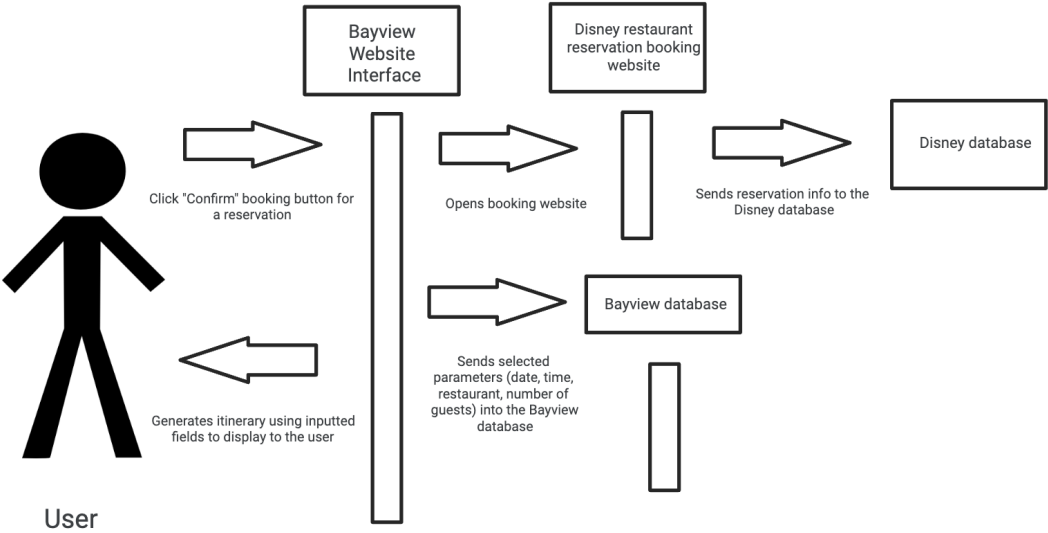 Bayview
Website
Interface
Disney restaurant
reservation booking
website
Disney database
Click "Confirm" booking button for
a reservation
Opens booking website
Sends reservation info to the
Disney database
Bayview database
Sends selected
parameters (date, time,
restaurant, number of
guests) into the Bayview
database
Generates itinerary using inputted
fields to display to the user
User